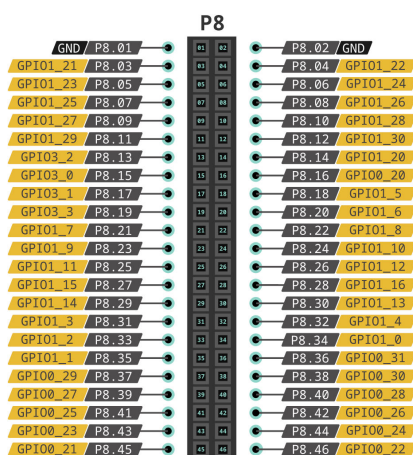 P8
GND P8.01 01 02 P8.02 GND
GPIO1_21 P8.03 03 04 P8.04 GPIO1_22
GPIO1_23 P8.05 05 06 P8.06 GPIO1_24
GPIO1_25 P8.07 07 08 P8.08 GPIO1_26
GPIO1_27 P8.09 09 10 P8.10 GPIO1_28
GPIO1_29 P8.11 11 12 P8.12 GPIO1_30
GPIO3_2 P8.13 13 14 P8.14 GPIO1_20
GPIO3_0 P8.15 15 16 P8.16 GPIO0_20
GPIO3_1 P8.17 17 18 P8.18 GPIO1_5
GPIO3_3 P8.19 19 20 P8.20 GPIO1_6
GPIO1_7 P8.21 21 22 P8.22 GPIO1_8
GPIO1_9 P8.23 23 24 P8.24 GPIO1_10
GPIO1_11 P8.25 25 26 P8.26 GPIO1_12
GPIO1_15 P8.27 27 28 P8.28 GPIO1_16
GPIO1_14 P8.29 29 30 P8.30 GPIO1_13
GPIO1_3 P8.31 31 32 P8.32 GPIO1_4
GPIO1_2 P8.33 33 34 P8.34 GPIO1_0
GPIO1_1 P8.35 35 36 P8.36 GPIO0_31
GPIO0_29 P8.37 37 38 P8.38 GPIO0_30
GPIO0_27 P8.39 39 40 P8.40 GPIO0_28
GPIO0_25 P8.41 41 42 P8.42 GPIO0_26
GPIO0_23 P8.43 43 44 P8.44 GPIO0_24
GPIO0_21 P8.45 45 46 P8.46 GPIO0_22